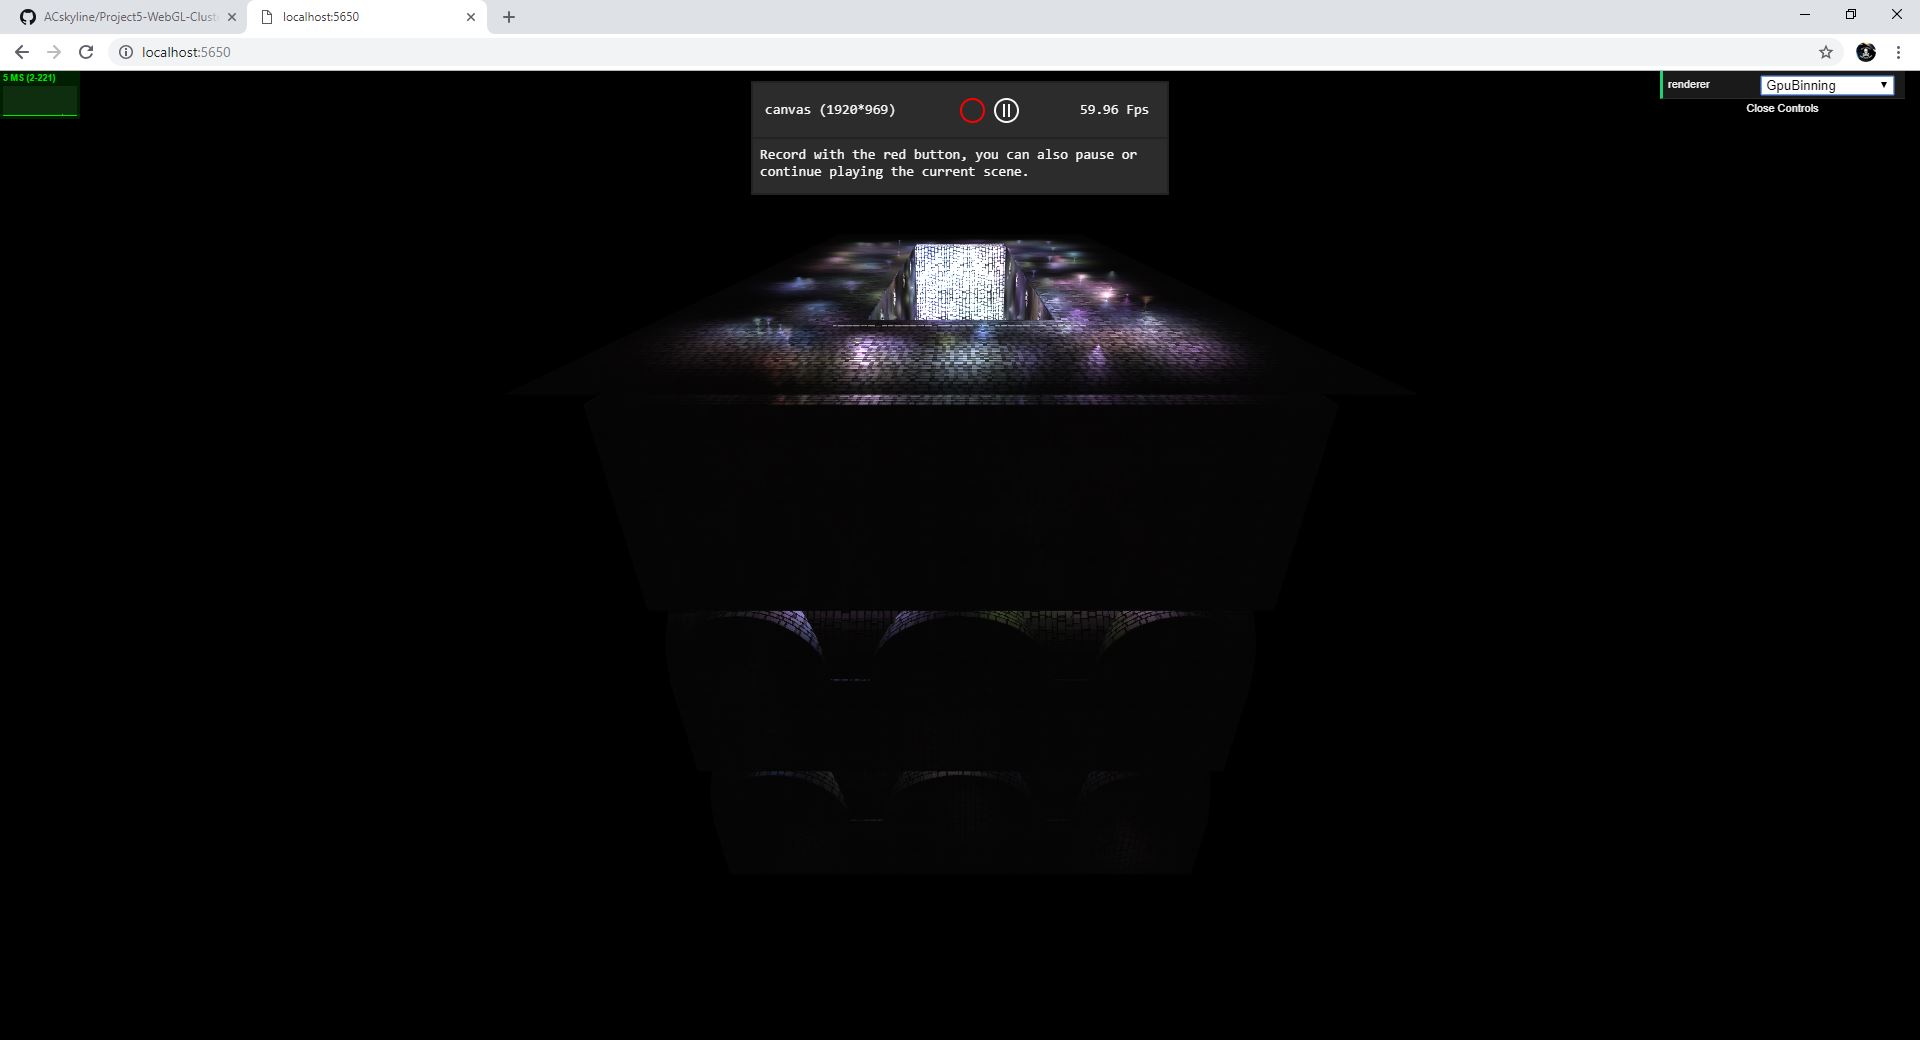 ACskyline/Project5-WebGL-Clust
localhost:5650
localhost:5650
5 MS (2-221)
canvas (1920*969)
59.96 Fps
Record with the red button, you can also pause or
continue playing the current scene.
renderer
GpuBinning
Close Controls